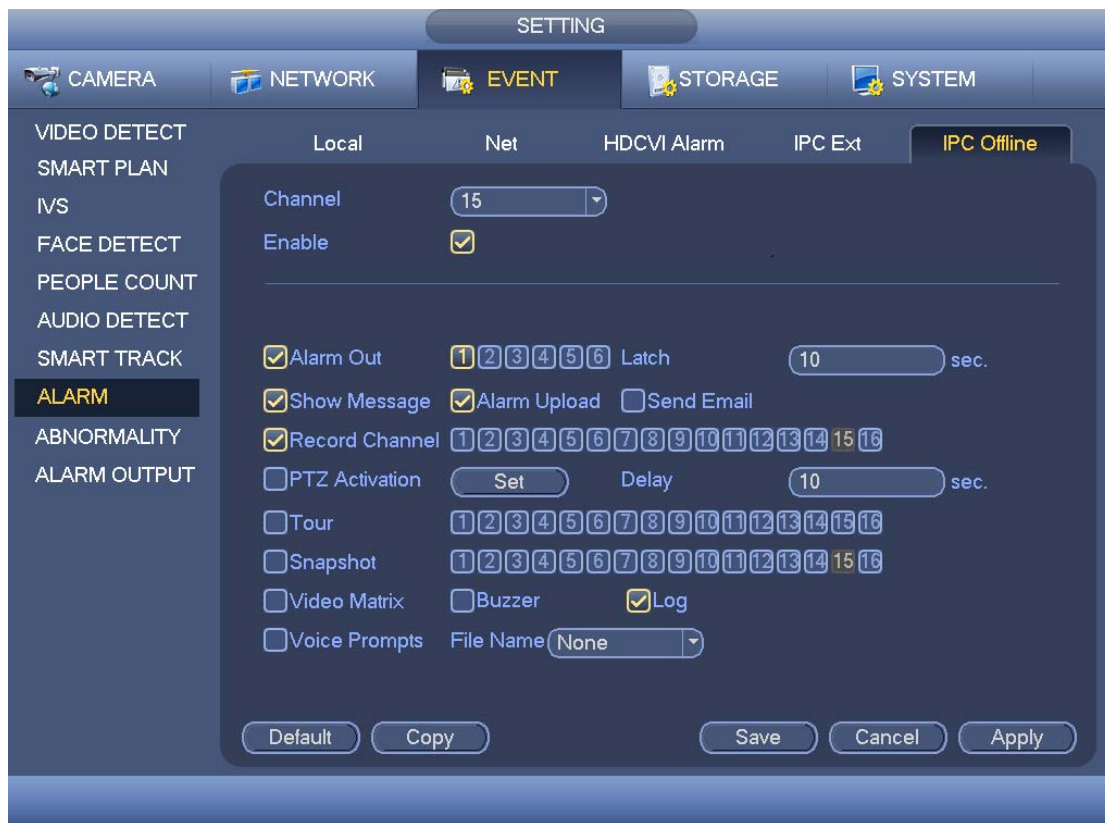 SETTING
CAMERA NETWORK EVENT STORAGE SYSTEM
VIDEO DETECT
SMART PLAN
IVS
FACE DETECT
PEOPLE COUNT
AUDIO DETECT
SMART TRACK
ALARM
ABNORMALITY
ALARM OUTPUT
Local Net HDCVI Alarm IPC Ext IPC Offline
Channel 15
Enable
Alarm Out 1 2 3 4 5 6 Latch 10 sec.
Show Message Alarm Upload Send Email
Record Channel 1 2 3 4 5 6 7 8 9 10 11 12 13 14 15 16
PTZ Activation Set Delay 10 sec.
Tour 1 2 3 4 5 6 7 8 9 10 11 12 13 14 15 16
Snapshot 1 2 3 4 5 6 7 8 9 10 11 12 13 14 15 16
Video Matrix Buzzer Log
Voice Prompts File Name None
Default Copy Save Cancel Apply